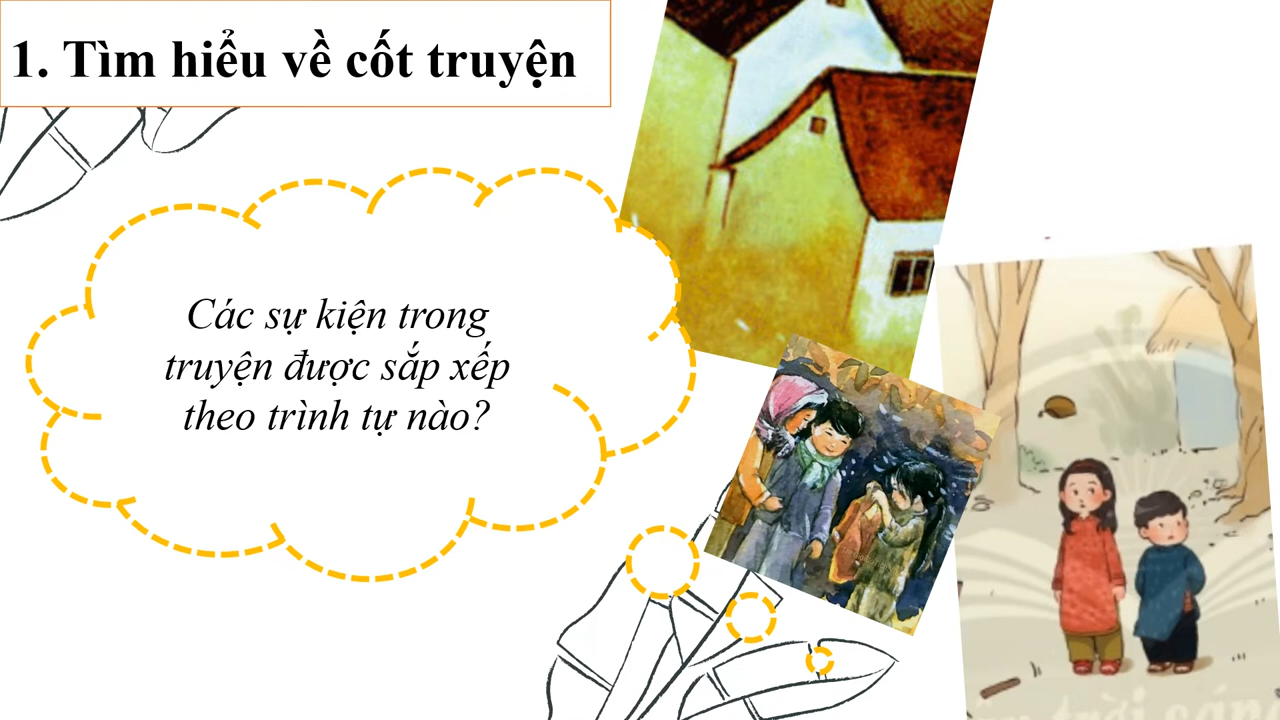 1. Tìm hiểu về cốt truyện
Các sự kiện trong
truyện được sắp xếp
theo trình tự nào?